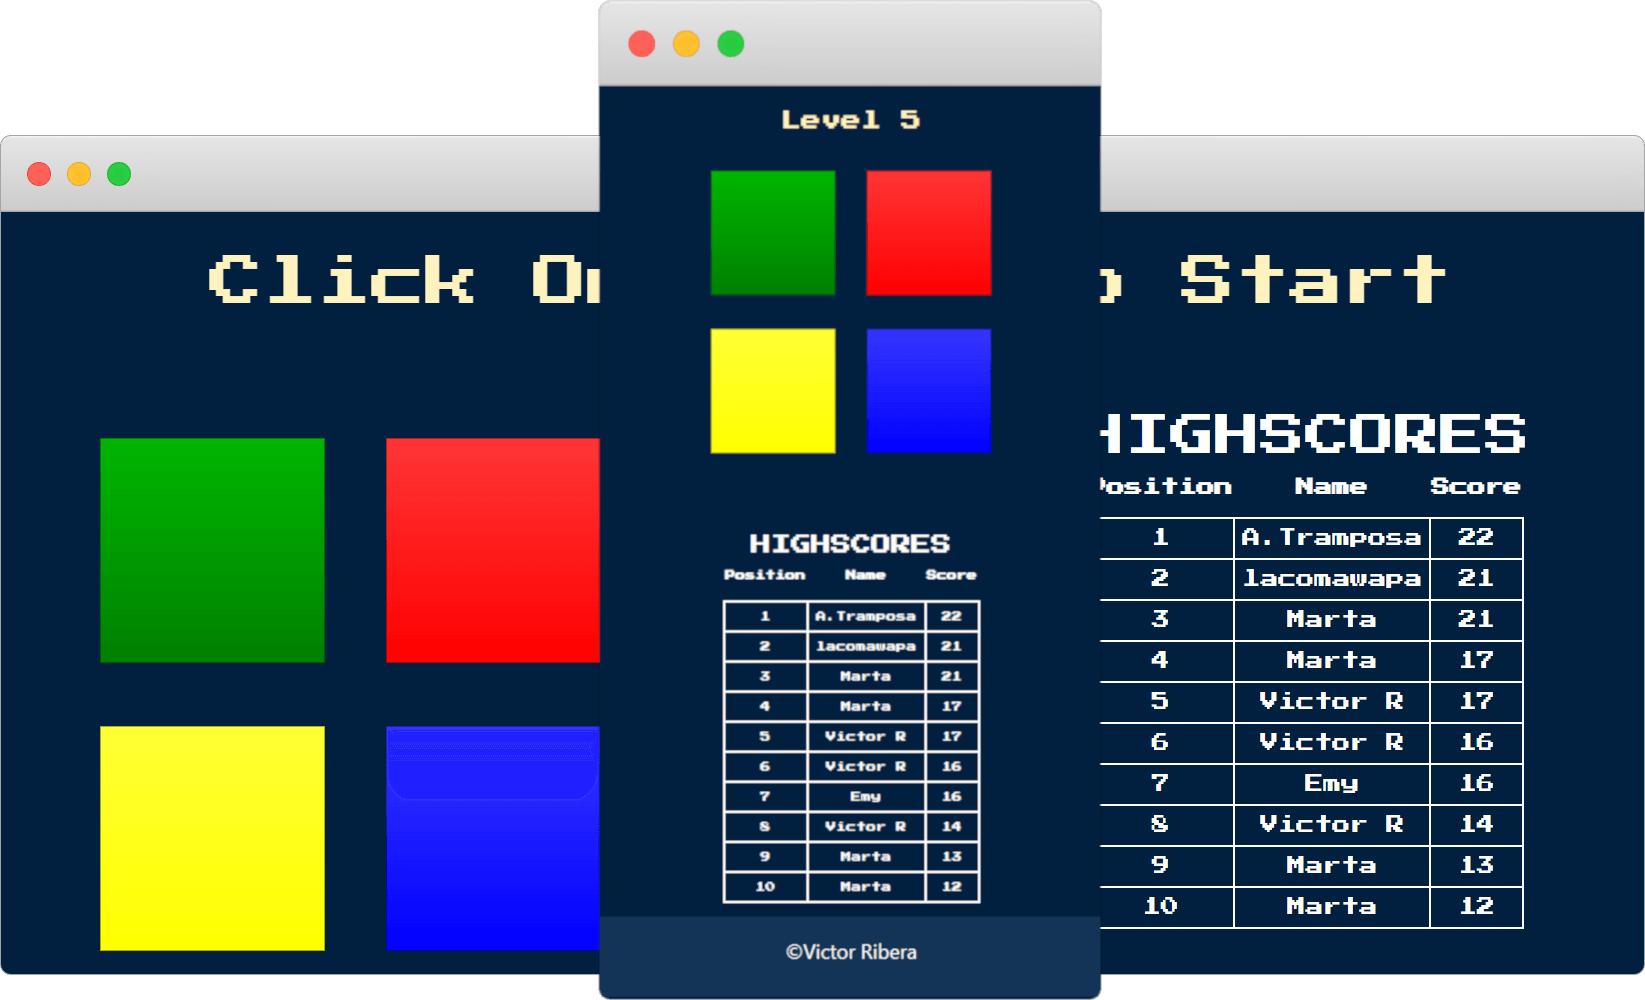 Level 5
HIGHSCORES
Position Name Score
1 A.Tramposa 22
2 lacomawapa 21
3 Marta 21
4 Marta 17
5 Victor R 17
6 Victor R 16
7 Emy 16
8 Victor R 14
9 Marta 13
10 Marta 12
©Victor Ribera
Click
Start
HIGHSCORES
Position Name Score
1 A.Tramposa 22
2 lacomawapa 21
3 Marta 21
4 Marta 17
5 Victor R 17
6 Victor R 16
7 Emy 16
8 Victor R 14
9 Marta 13
10 Marta 12